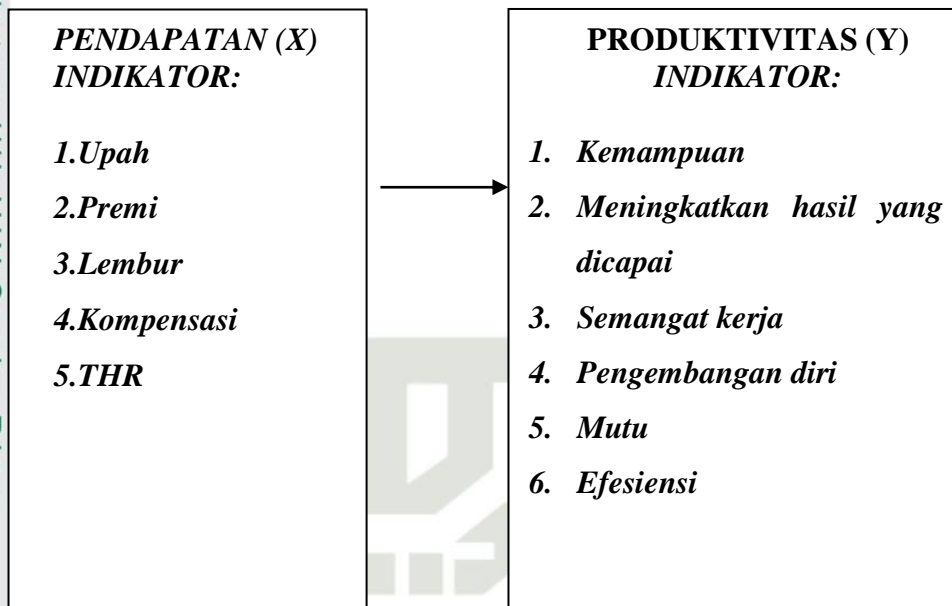 PENDAPATAN (X)
INDIKATOR:
1.Upah
2.Premi
3.Lembur
4.Kompensasi
5.THR
PRODUKTIVITAS (Y)
INDIKATOR:
1. Kemampuan
2. Meningkatkan hasil yang
dicapai
3. Semangat kerja
4. Pengembangan diri
5. Mutu
6. Efesiensi